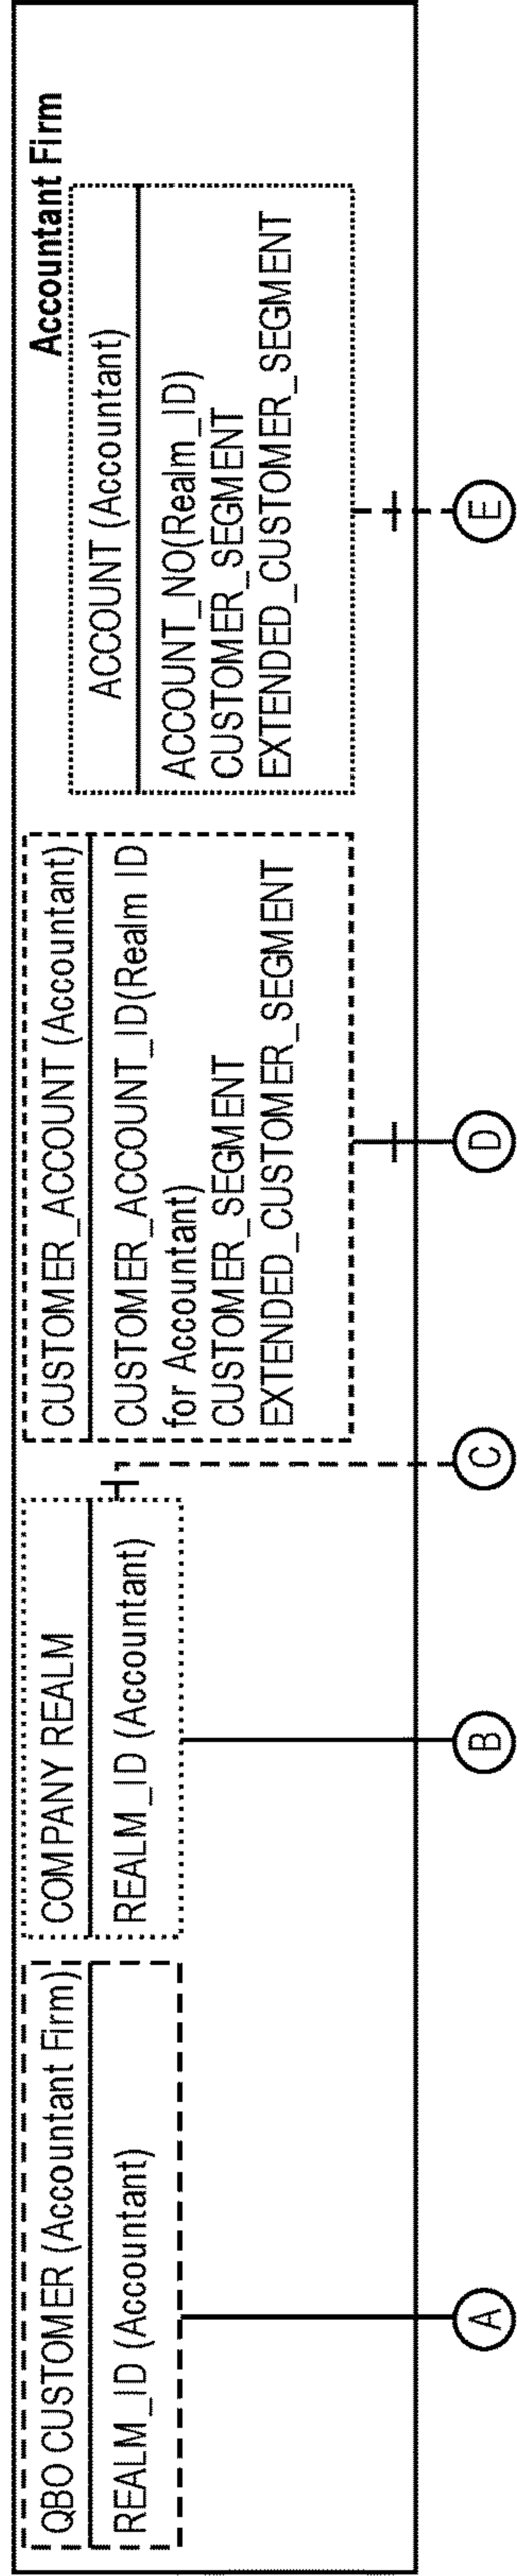 Accountant Firm
QBO CUSTOMER (Accountant Firm)
REALM_ID (Accountant)
COMPANY REALM
REALM_ID (Accountant)
CUSTOMER_ACCOUNT (Accountant)
CUSTOMER_ACCOUNT_ID(Realm ID
for Accountant)
CUSTOMER_SEGMENT
EXTENDED_CUSTOMER_SEGMENT
ACCOUNT (Accountant)
ACCOUNT_NO(Realm_ID)
CUSTOMER_SEGMENT
EXTENDED_CUSTOMER_SEGMENT
A
B
C
D
E